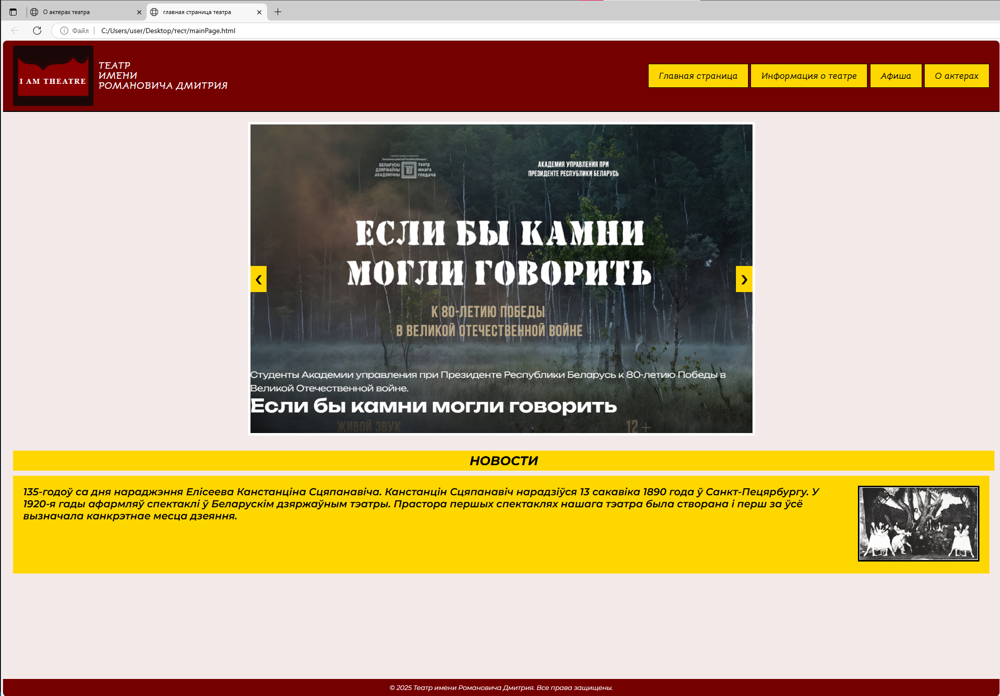 О актерах театра
главная страница театра
Файл
C:/Users/user/Desktop/тест/mainPage.html
I AM THEATRE
ТЕАТР
ИМЕНИ
РОМАНОВИЧА ДМИТРИЯ
Главная страница
Информация о театре
Афиша
О актерах
БЕЛАРУСКІ
ДЗЯРЖАЎНЫ
АКАДЭМІЧНЫ
тэатр
юнага
гледача
АКАДЕМИЯ УПРАВЛЕНИЯ ПРИ
ПРЕЗИДЕНТЕ РЕСПУБЛИКИ БЕЛАРУСЬ
ЕСЛИ БЫ КАМНИ
МОГЛИ ГОВОРИТЬ
❮
❯
К 80-ЛЕТИЮ ПОБЕДЫ
В ВЕЛИКОЙ ОТЕЧЕСТВЕННОЙ ВОЙНЕ
Студенты Академии управления при Президенте Республики Беларусь к 80-летию Победы в
Великой Отечественной войне.
Если бы камни могли говорить
ЖИВОЙ ЗВУК
12 +
НОВОСТИ
135-годоў са дня нараджэння Елісеева Канстанціна Сцяпанавіча. Канстанцін Сцяпанавіч нарадзіўся 13 сакавіка 1890 года ў Санкт-Пецярбургу. У
1920-я гады афармляў спектаклі ў Беларускім дзяржаўным тэатры. Прастора першых спектаклях нашага тэатра была створана і перш за ўсё
вызначала канкрэтнае месца дзеяння.
© 2025 Театр имени Романовича Дмитрия. Все права защищены.